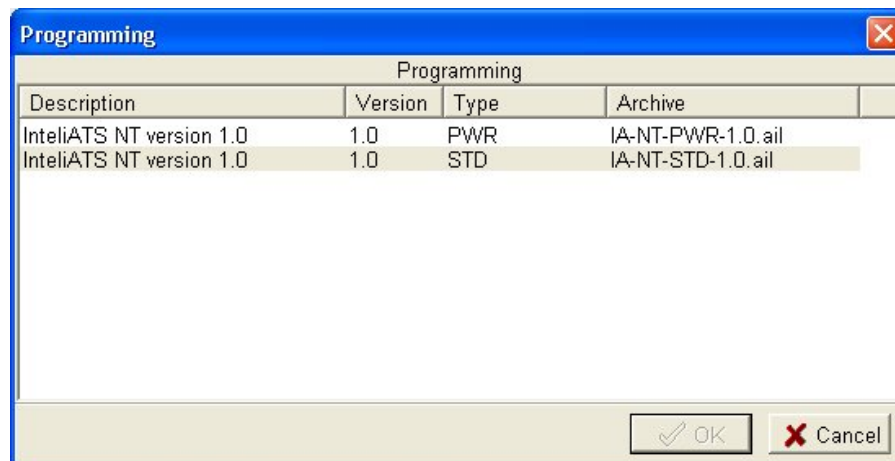 Programming
Programming
Description Version Type Archive
InteliATS NT version 1.0 1.0 PWR IA-NT-PWR-1.0.ail
InteliATS NT version 1.0 1.0 STD IA-NT-STD-1.0.ail
OK Cancel